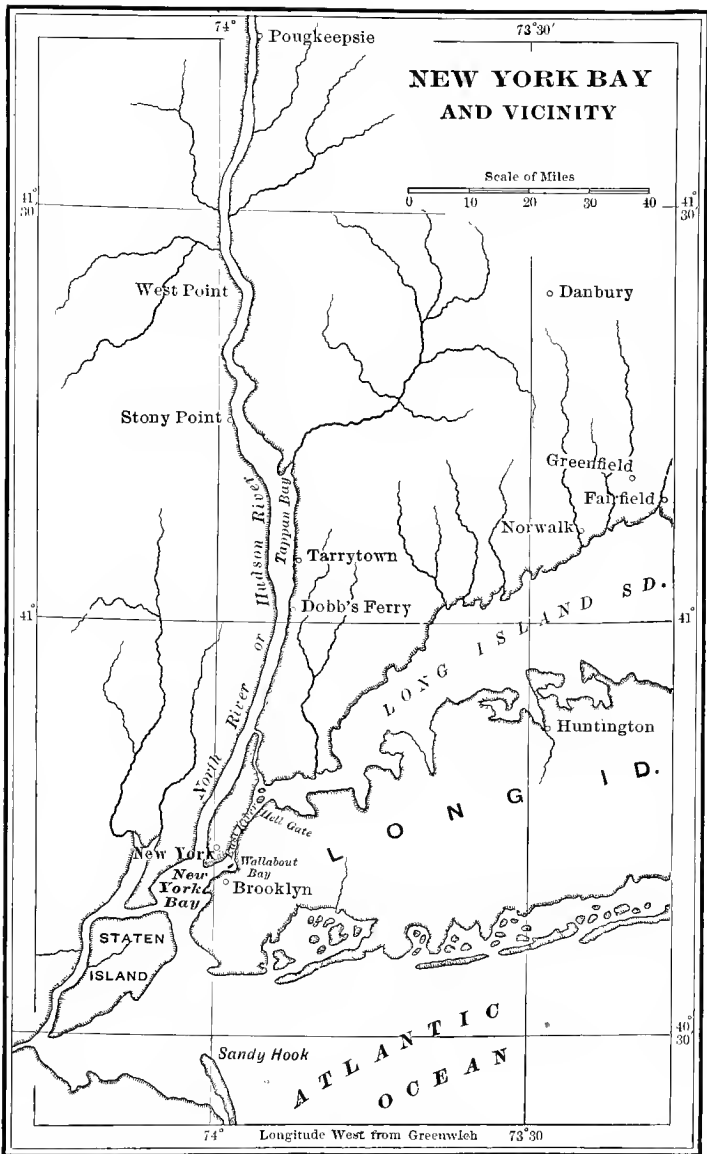 74°
73°30'
Pougkeepsie
NEW YORK BAY
AND VICINITY
Scale of Miles
0 10 20 30 40
41°
30'
41°
30'
West Point
Danbury
Stony Point
Greenfield
Fairfield
Norwalk
Tappan Bay
North River or Hudson River
Tarrytown
Dobb's Ferry
41°
41°
LONG ISLAND SD.
Huntington
LONG ID.
East River
Hell Gate
New York
Wallabout
Bay
New
York
Bay
Brooklyn
STATEN
ISLAND
ATLANTIC
OCEAN
40°
30'
Sandy Hook
74°
Longitude West from Greenwich
73°30